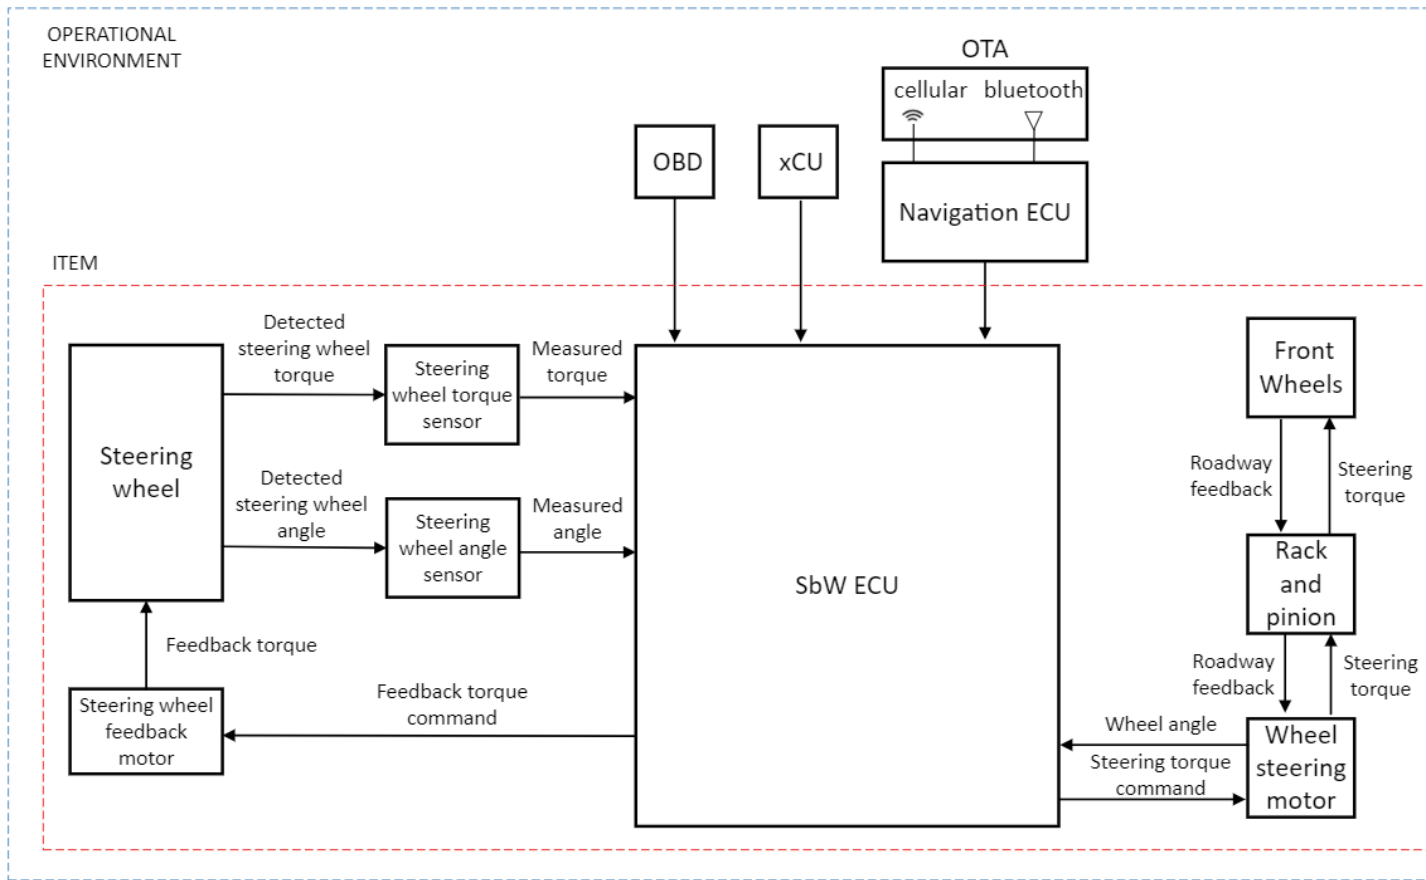 OPERATIONAL
ENVIRONMENT
OTA
cellular bluetooth
OBD
xCU
Navigation ECU
ITEM
Detected
steering wheel
torque
Steering
wheel torque
sensor
Measured
torque
Front
Wheels
Steering
wheel
Detected
steering wheel
angle
Steering
wheel angle
sensor
Measured
angle
SbW ECU
Roadway
feedback
Steering
torque
Rack
and
pinion
Feedback torque
Roadway
feedback
Steering
torque
Steering wheel
feedback
motor
Feedback torque
command
Wheel angle
Steering torque
command
Wheel
steering
motor